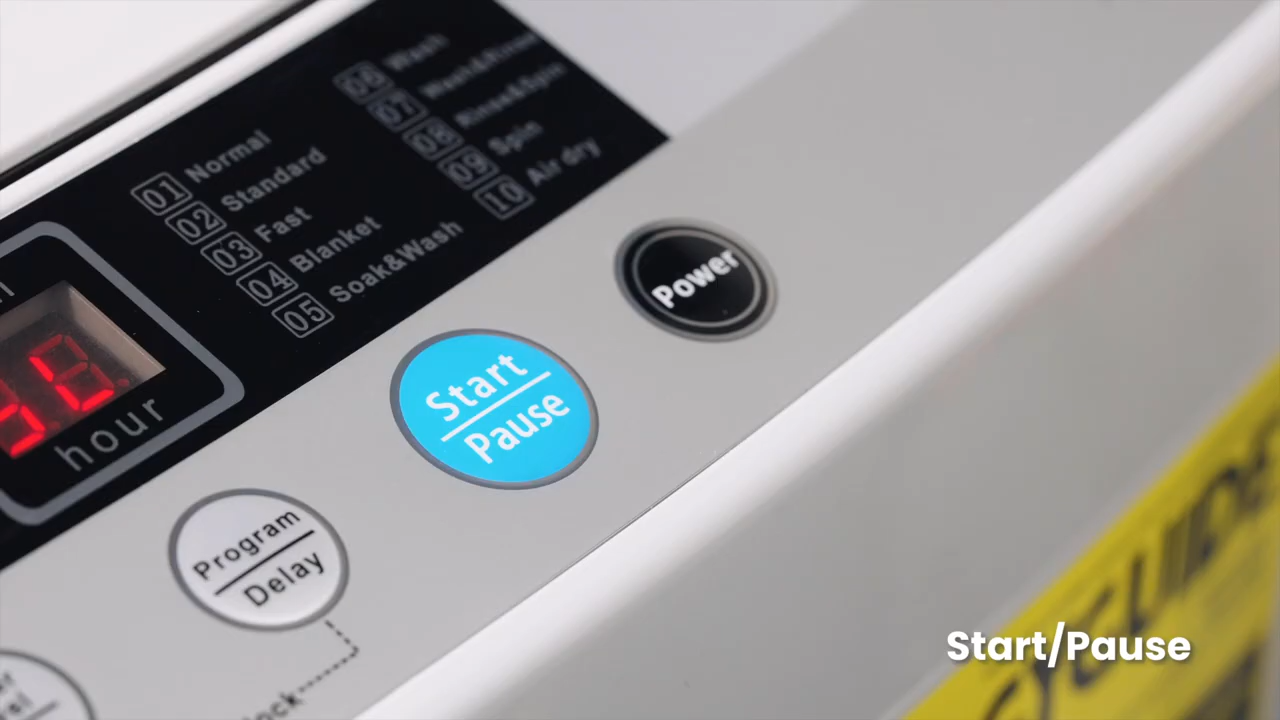 01 Normal
02 Standard
03 Fast
04 Blanket
05 Soak&Wash
06 Wash
07 Wash&Rinse
08 Rinse&Spin
09 Spin
10 Air dry
hour
Power
Start
Pause
Program
Delay
Start/Pause